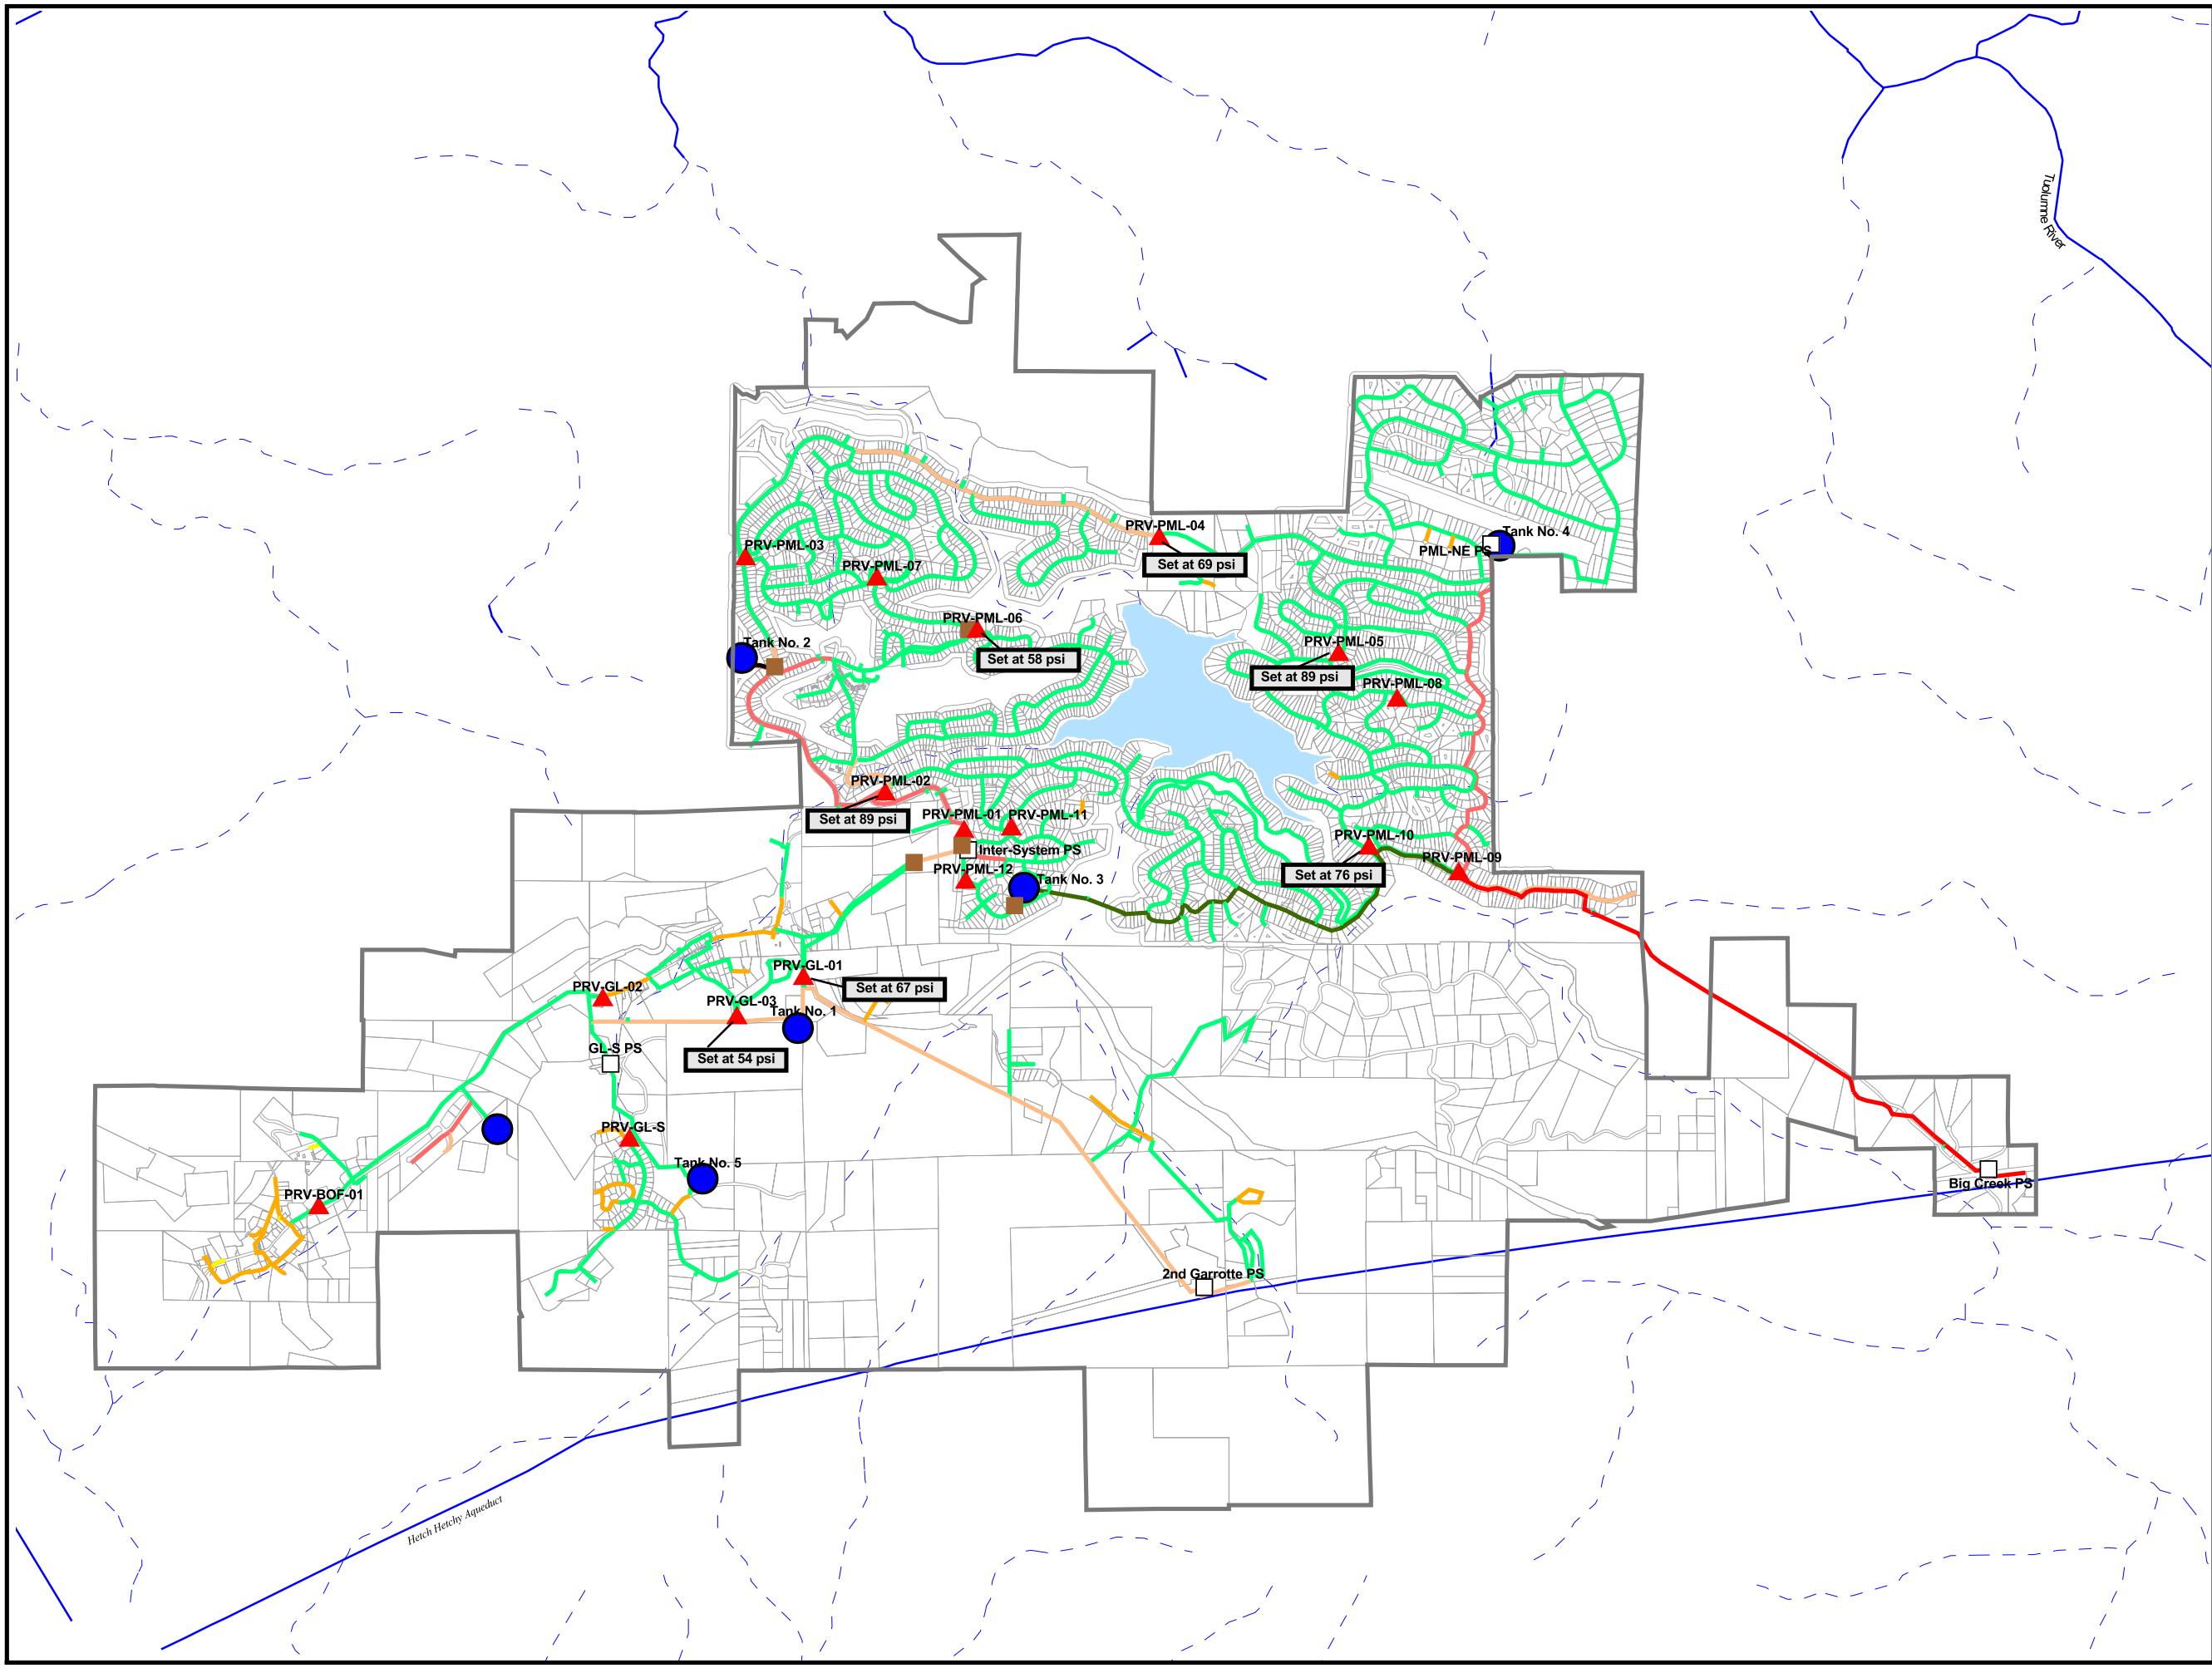 Tuolumne River
PRV-PML-04
Set at 69 psi
Tank No. 4
PML-NE PS
PRV-PML-03
PRV-PML-07
PRV-PML-06
Set at 58 psi
Tank No. 2
PRV-PML-05
Set at 89 psi
PRV-PML-08
PRV-PML-02
Set at 89 psi
PRV-PML-01
PRV-PML-11
Inter-System PS
PRV-PML-12
Tank No. 3
PRV-PML-10
Set at 76 psi
PRV-PML-09
PRV-GL-01
Set at 67 psi
PRV-GL-02
PRV-GL-03
Tank No. 1
Set at 54 psi
GL-S PS
PRV-GL-S
Tank No. 5
PRV-BOF-01
Big Creek PS
2nd Garrotte PS
Hetch Hetchy Aqueduct